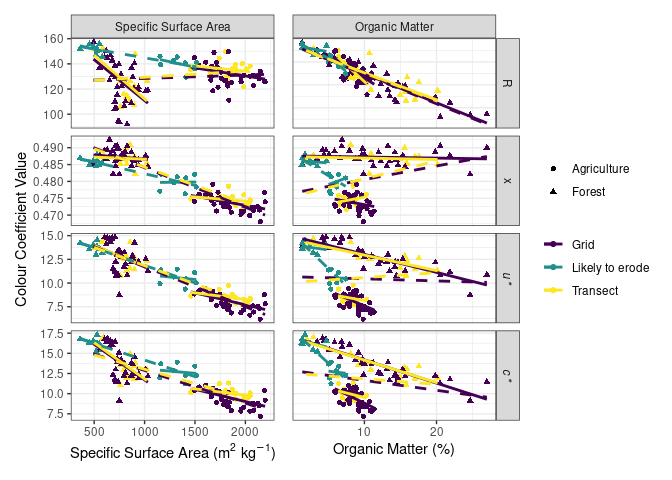 Specific Surface Area
Organic Matter
160
140
120
100
R
0.490
0.485
0.480
0.475
0.470
x
15.0
12.5
10.0
7.5
u*
17.5
15.0
12.5
10.0
7.5
c*
500
1000
1500
2000
10
20
Specific Surface Area (m² kg⁻¹)
Organic Matter (%)
Colour Coefficient Value
Agriculture
Forest
Grid
Likely to erode
Transect